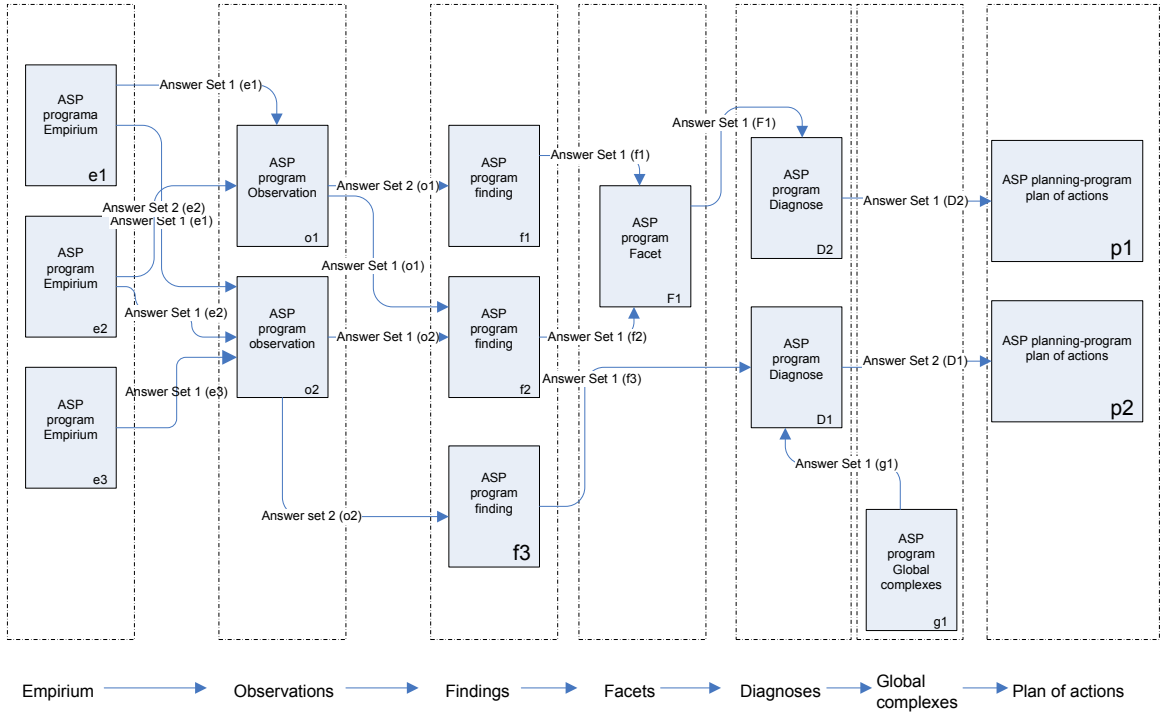 ASP
programa
Empirium
e1
ASP
program
Empirium
e2
ASP
program
Empirium
e3
Answer Set 1 (e1)
Answer Set 2 (e2)
Answer Set 1 (e1)
Answer Set 1 (e2)
Answer Set 1 (e3)
ASP
program
Observation
o1
ASP
program
observation
o2
Answer Set 2 (o1)
Answer Set 1 (o1)
Answer Set 1 (o2)
Answer set 2 (o2)
ASP
program
finding
f1
ASP
program
finding
f2
ASP
program
finding
f3
Answer Set 1 (f1)
Answer Set 1 (f2)
Answer Set 1 (f3)
ASP
program
Facet
F1
Answer Set 1 (F1)
ASP
program
Diagnose
D2
ASP
program
Diagnose
D1
Answer Set 1 (D2)
Answer Set 2 (D1)
Answer Set 1 (g1)
ASP
program
Global
complexes
g1
ASP planning-program
plan of actions
p1
ASP planning-program
plan of actions
p2
Empirium
Observations
Findings
Facets
Diagnoses
Global
complexes
Plan of actions